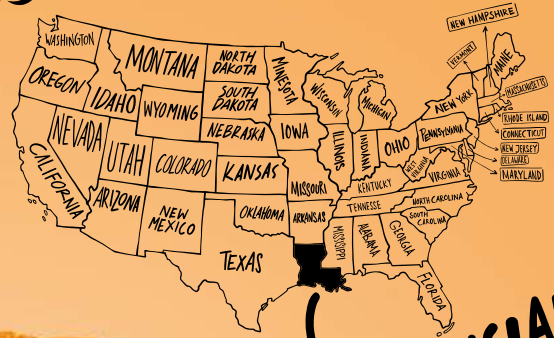 NEW HAMPSHIRE
WASHINGTON
MONTANA
NORTH
DAKOTA
MINNESOTA
VERMONT
MAINE
OREGON
IDAHO
WYOMING
SOUTH
DAKOTA
WISCONSIN
MICHIGAN
NEW YORK
MASSACHUSETTS
RHODE ISLAND
CONNECTICUT
NEW JERSEY
DELAWARE
MARYLAND
NEVADA
UTAH
COLORADO
NEBRASKA
IOWA
ILLINOIS
INDIANA
OHIO
PENNSYLVANIA
WEST
VIRGINIA
VIRGINIA
CALIFORNIA
ARIZONA
NEW
MEXICO
KANSAS
MISSOURI
KENTUCKY
TENNESSE
NORTH CAROLINA
SOUTH
CAROLINA
OKLAHOMA
ARKANSAS
TEXAS
MISSISSIPPI
ALABAMA
GEORGIA
FLORIDA